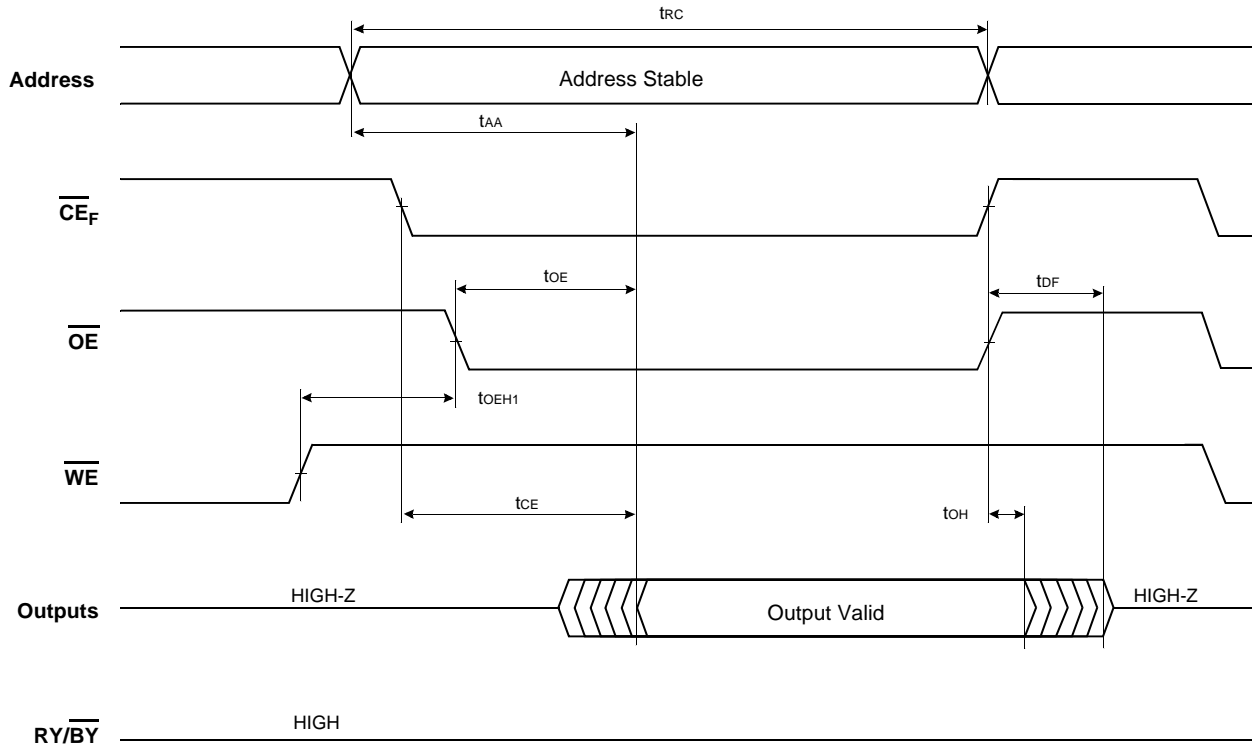 tRC
Address
Address Stable
tAA
CEF
tOE
tDF
OE
tOEH1
WE
tCE
tOH
HIGH-Z
HIGH-Z
Outputs
Output Valid
HIGH
RY/BY